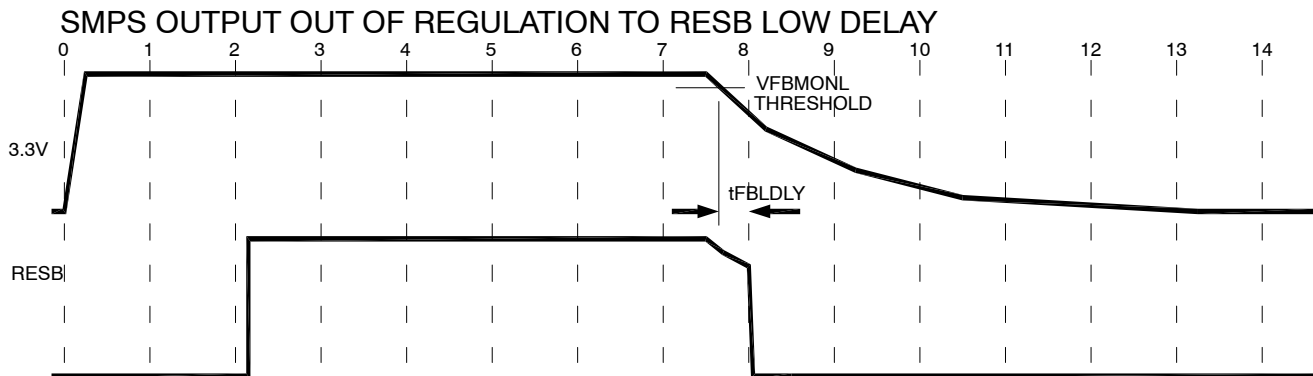 SMPS OUTPUT OUT OF REGULATION TO RESB LOW DELAY
0 1 2 3 4 5 6 7 8 9 10 11 12 13 14
VFBMONL
THRESHOLD
3.3V
tFBLDLY
RESB